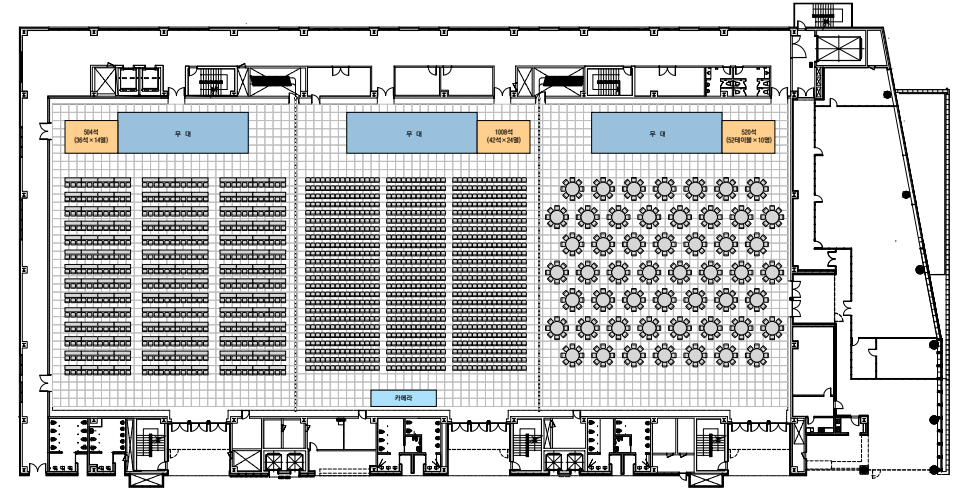 504석
(36석×14열)
무 대
무 대
1008석
(42석×24열)
무 대
520석
(52테이블×10명)
카메라